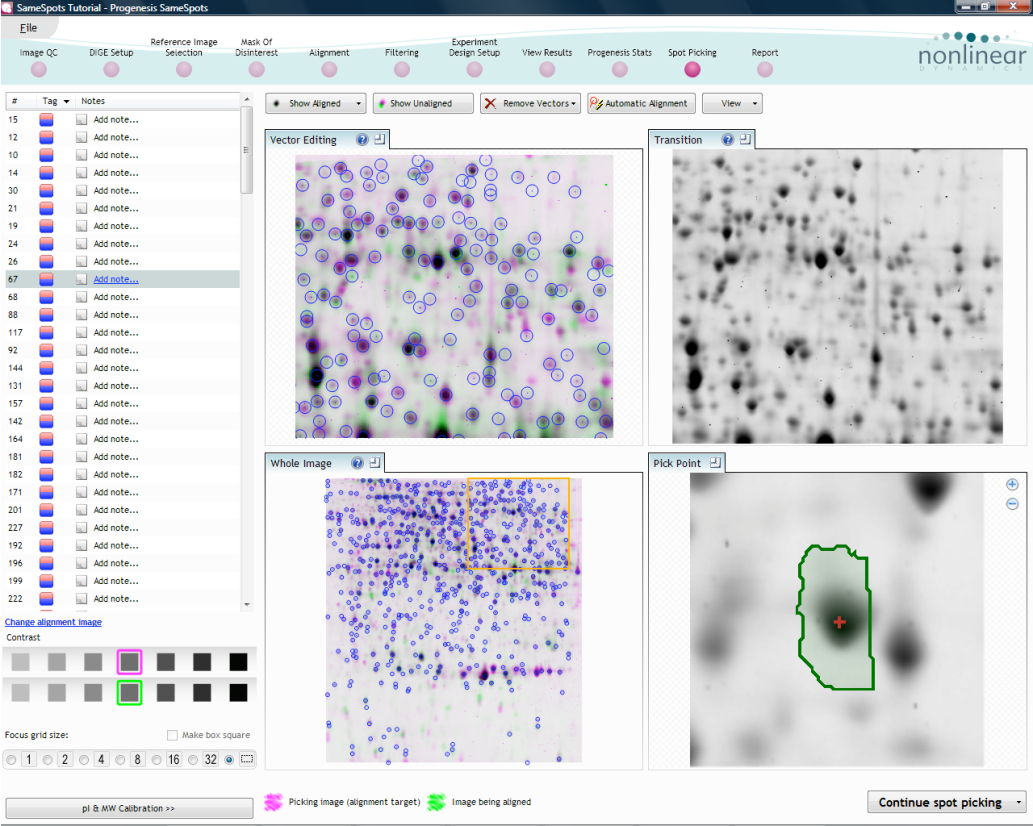 SameSpots Tutorial - Progenesis SameSpots
File
Image QC
DIGE Setup
Reference Image Selection
Mask Of Disinterest
Alignment
Filtering
Experiment Design Setup
View Results
Progenesis Stats
Spot Picking
Report
nonlinear
DYNAMICS
# Tag Notes
15 Add note...
12 Add note...
10 Add note...
14 Add note...
30 Add note...
21 Add note...
19 Add note...
24 Add note...
26 Add note...
67 Add note...
68 Add note...
88 Add note...
117 Add note...
92 Add note...
144 Add note...
131 Add note...
157 Add note...
142 Add note...
164 Add note...
181 Add note...
182 Add note...
171 Add note...
201 Add note...
227 Add note...
192 Add note...
196 Add note...
199 Add note...
222 Add note...
Change alignment image
Contrast
Focus grid size:
Make box square
1 2 4 8 16 32
pI & MW Calibration >>
Show Aligned
Show Unaligned
Remove Vectors
Automatic Alignment
View
Vector Editing
Transition
Whole Image
Pick Point
Picking image (alignment target)
Image being aligned
Continue spot picking